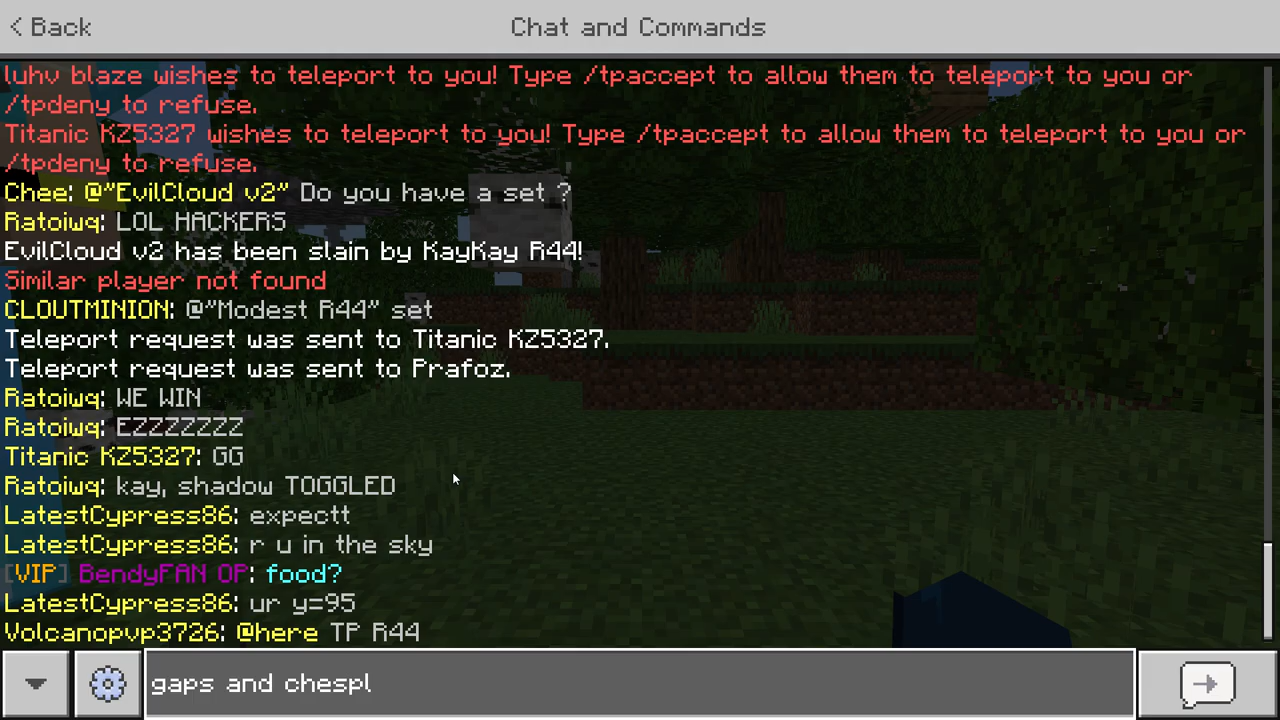 < Back
Chat and Commands
luhv blaze wishes to teleport to you! Type /tpaccept to allow them to teleport to you or
/tpdeny to refuse.
Titanic KZ5327 wishes to teleport to you! Type /tpaccept to allow them to teleport to you or
/tpdeny to refuse.
Chee: @"EvilCloud v2" Do you have a set ?
Ratoiwq: LOL HACKERS
EvilCloud v2 has been slain by KayKay R44!
Similar player not found
CLOUTMINION: @"Modest R44" set
Teleport request was sent to Titanic KZ5327.
Teleport request was sent to Prafoz.
Ratoiwq: WE WIN
Ratoiwq: EZZZZZZZ
Titanic KZ5327: GG
Ratoiwq: kay, shadow TOGGLED
LatestCypress86: expectt
LatestCypress86: r u in the sky
[VIP] BendyFAN OP: food?
LatestCypress86: ur y=95
Volcanopvp3726: @here TP R44
gaps and chespl